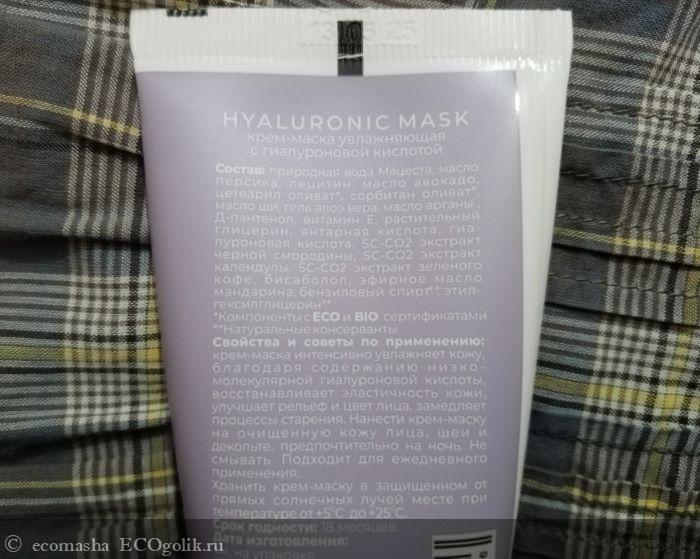 HYALURONIC MASK
крем-маска увлажняющая
с гиалуроновой кислотой
Состав: природная вода Мацеста, масло
персика, лецитин, масло авокадо,
цетеарил оливат*, сорбитан оливат*,
масло ши, гель алоэ вера, масло арганы*,
Д-пантенол, витамин Е, растительный
глицерин, янтарная кислота, гиа-
луроновая кислота, SC-CO2 экстракт
черной смородины, SC-CO2 экстракт
календулы, SC-CO2 экстракт зеленого
кофе, бисаболол, эфирное масло
мандарина, бензиловый спирт**, этил-
гексилглицерин**
*Компоненты с ECO и BIO сертификатами
**Натуральные консерванты
Свойства и советы по применению:
крем-маска интенсивно увлажняет кожу,
благодаря содержанию низко-
молекулярной гиалуроновой кислоты,
восстанавливает эластичность кожи,
улучшает рельеф и цвет лица, замедляет
процессы старения. Нанести крем-маску
на очищенную кожу лица, шеи и
декольте, предпочтительно на ночь. Не
смывать. Подходит для ежедневного
применения.
Хранить крем-маску в защищенном от
прямых солнечных лучей месте при
температуре от +5°C до +25°C.
Срок годности: 18 месяцев.
Дата изготовления:
на упаковке
ecomasha ECOgolik.ru